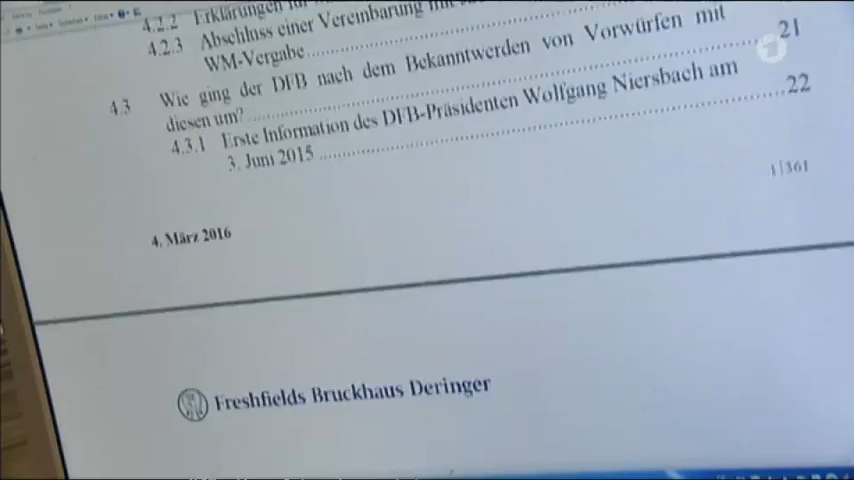 4.2.2 Erklärungen für
4.2.3 Abschluss einer Vereinbarung mit
WM-Vergabe
4.3 Wie ging der DFB nach dem Bekanntwerden von Vorwürfen mit
diesen um? 21
4.3.1 Erste Information des DFB-Präsidenten Wolfgang Niersbach am
3. Juni 2015 22
1|361
4. März 2016
Freshfields Bruckhaus Deringer